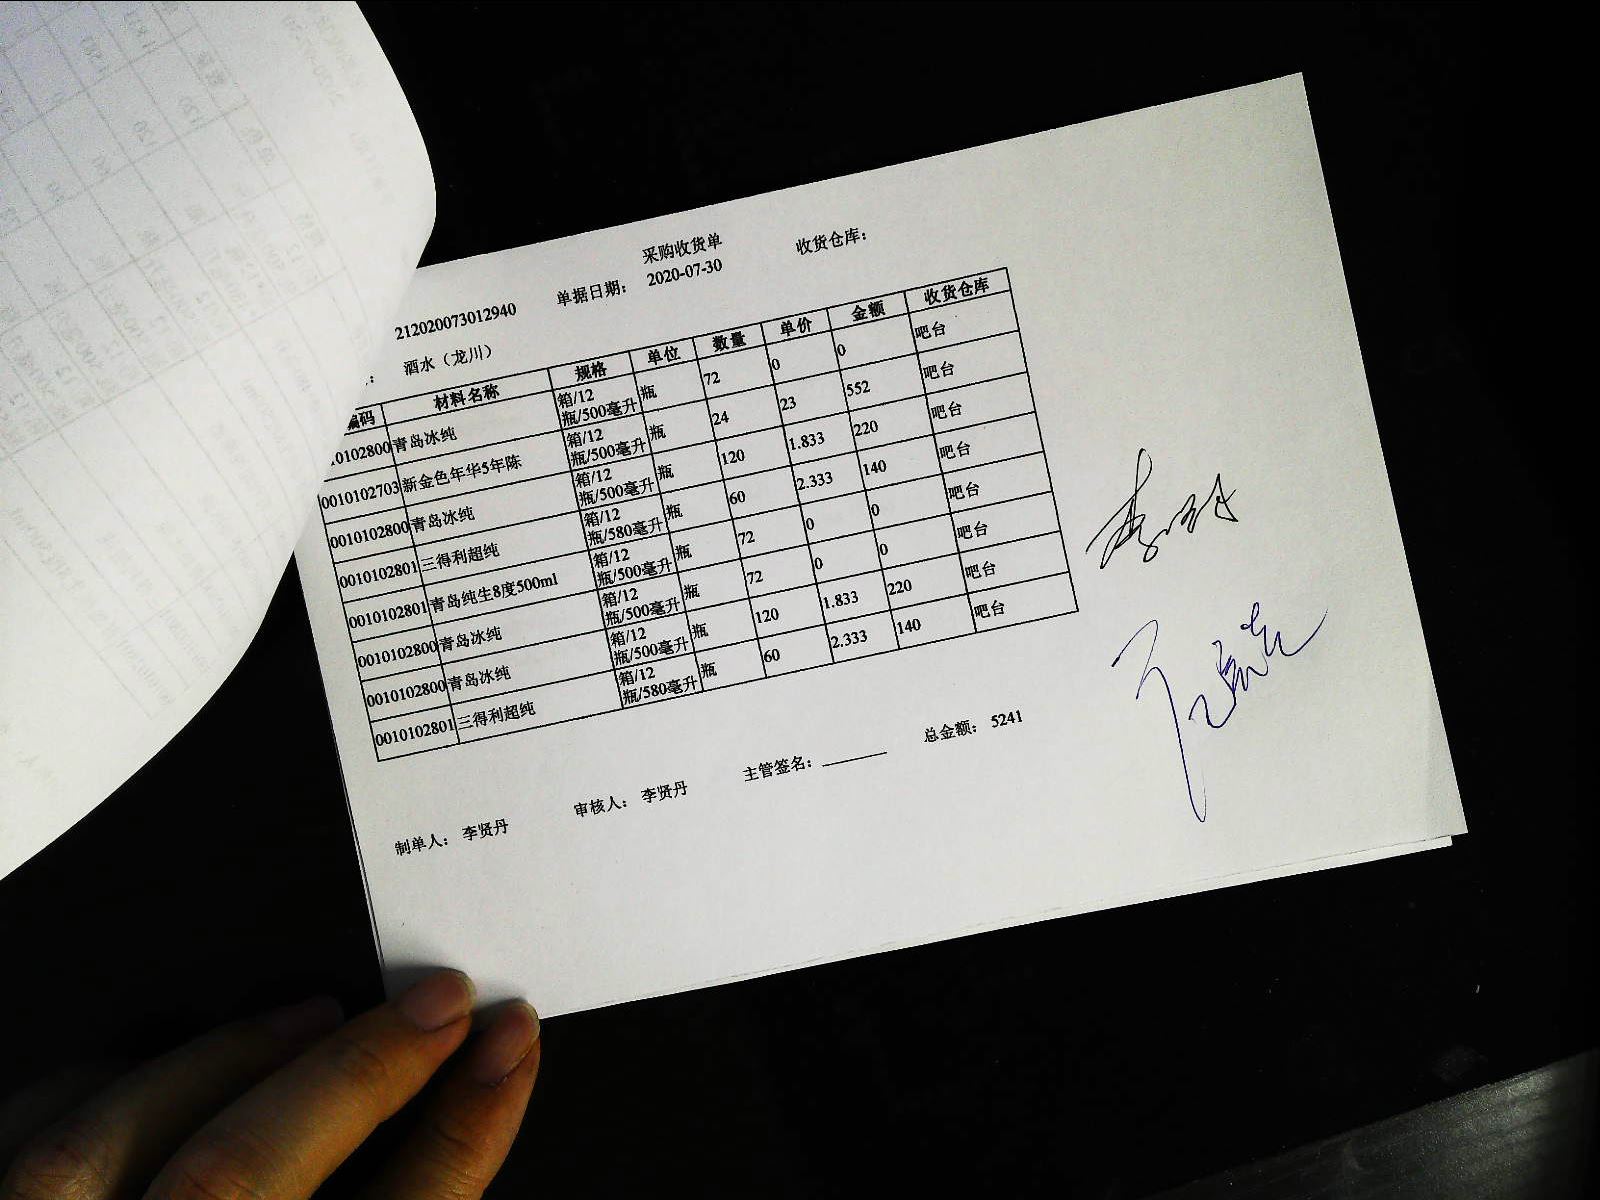 采购收货单
212020073012940 单据日期： 2020-07-30 收货仓库：
： 酒水（龙川）
编码 材料名称 规格 单位 数量 单价 金额 收货仓库
0102800 青岛冰纯 箱/12瓶/500毫升 瓶 72 0 0 吧台
0010102703 新金色年华5年陈 箱/12瓶/500毫升 瓶 24 23 552 吧台
0010102800 青岛冰纯 箱/12瓶/500毫升 瓶 120 1.833 220 吧台
0010102801 三得利超纯 箱/12瓶/580毫升 瓶 60 2.333 140 吧台
0010102801 青岛纯生8度500ml 箱/12瓶/500毫升 瓶 72 0 0 吧台
0010102800 青岛冰纯 箱/12瓶/500毫升 瓶 72 0 0 吧台
0010102800 青岛冰纯 箱/12瓶/500毫升 瓶 120 1.833 220 吧台
0010102801 三得利超纯 箱/12瓶/580毫升 瓶 60 2.333 140 吧台
制单人： 李贤丹 审核人： 李贤丹 主管签名： 总金额： 5241